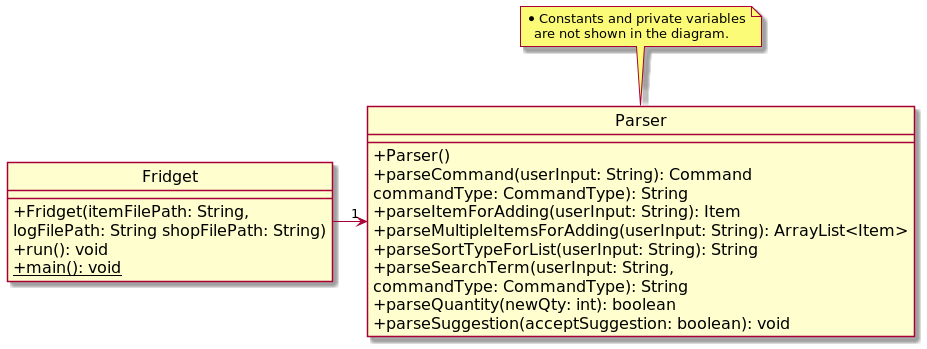 • Constants and private variables
are not shown in the diagram.
Parser
+Parser()
+parseCommand(userInput: String): Command
commandType: CommandType): String
+parseItemForAdding(userInput: String): Item
+parseMultipleItemsForAdding(userInput: String): ArrayList<Item>
+parseSortTypeForList(userInput: String): String
+parseSearchTerm(userInput: String,
commandType: CommandType): String
+parseQuantity(newQty: int): boolean
+parseSuggestion(acceptSuggestion: boolean): void
Fridget
+Fridget(itemFilePath: String,
logFilePath: String shopFilePath: String)
+run(): void
+main(): void
1